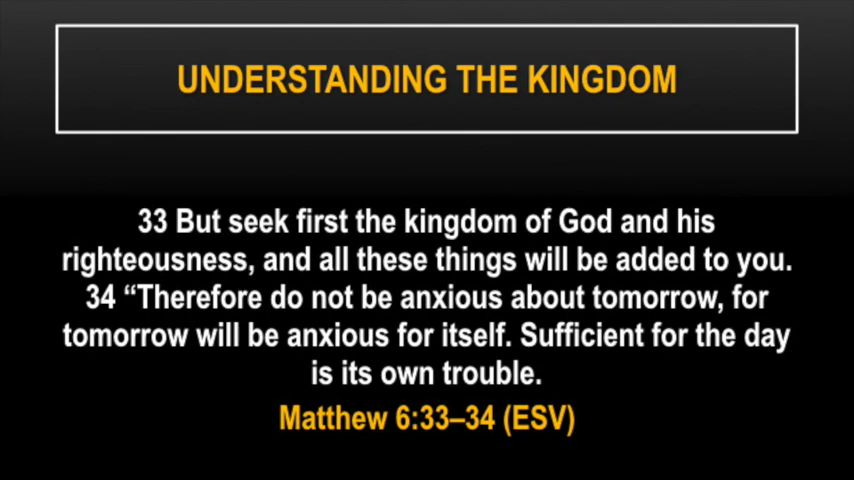 UNDERSTANDING THE KINGDOM
33 But seek first the kingdom of God and his
righteousness, and all these things will be added to you.
34 “Therefore do not be anxious about tomorrow, for
tomorrow will be anxious for itself. Sufficient for the day
is its own trouble.
Matthew 6:33–34 (ESV)